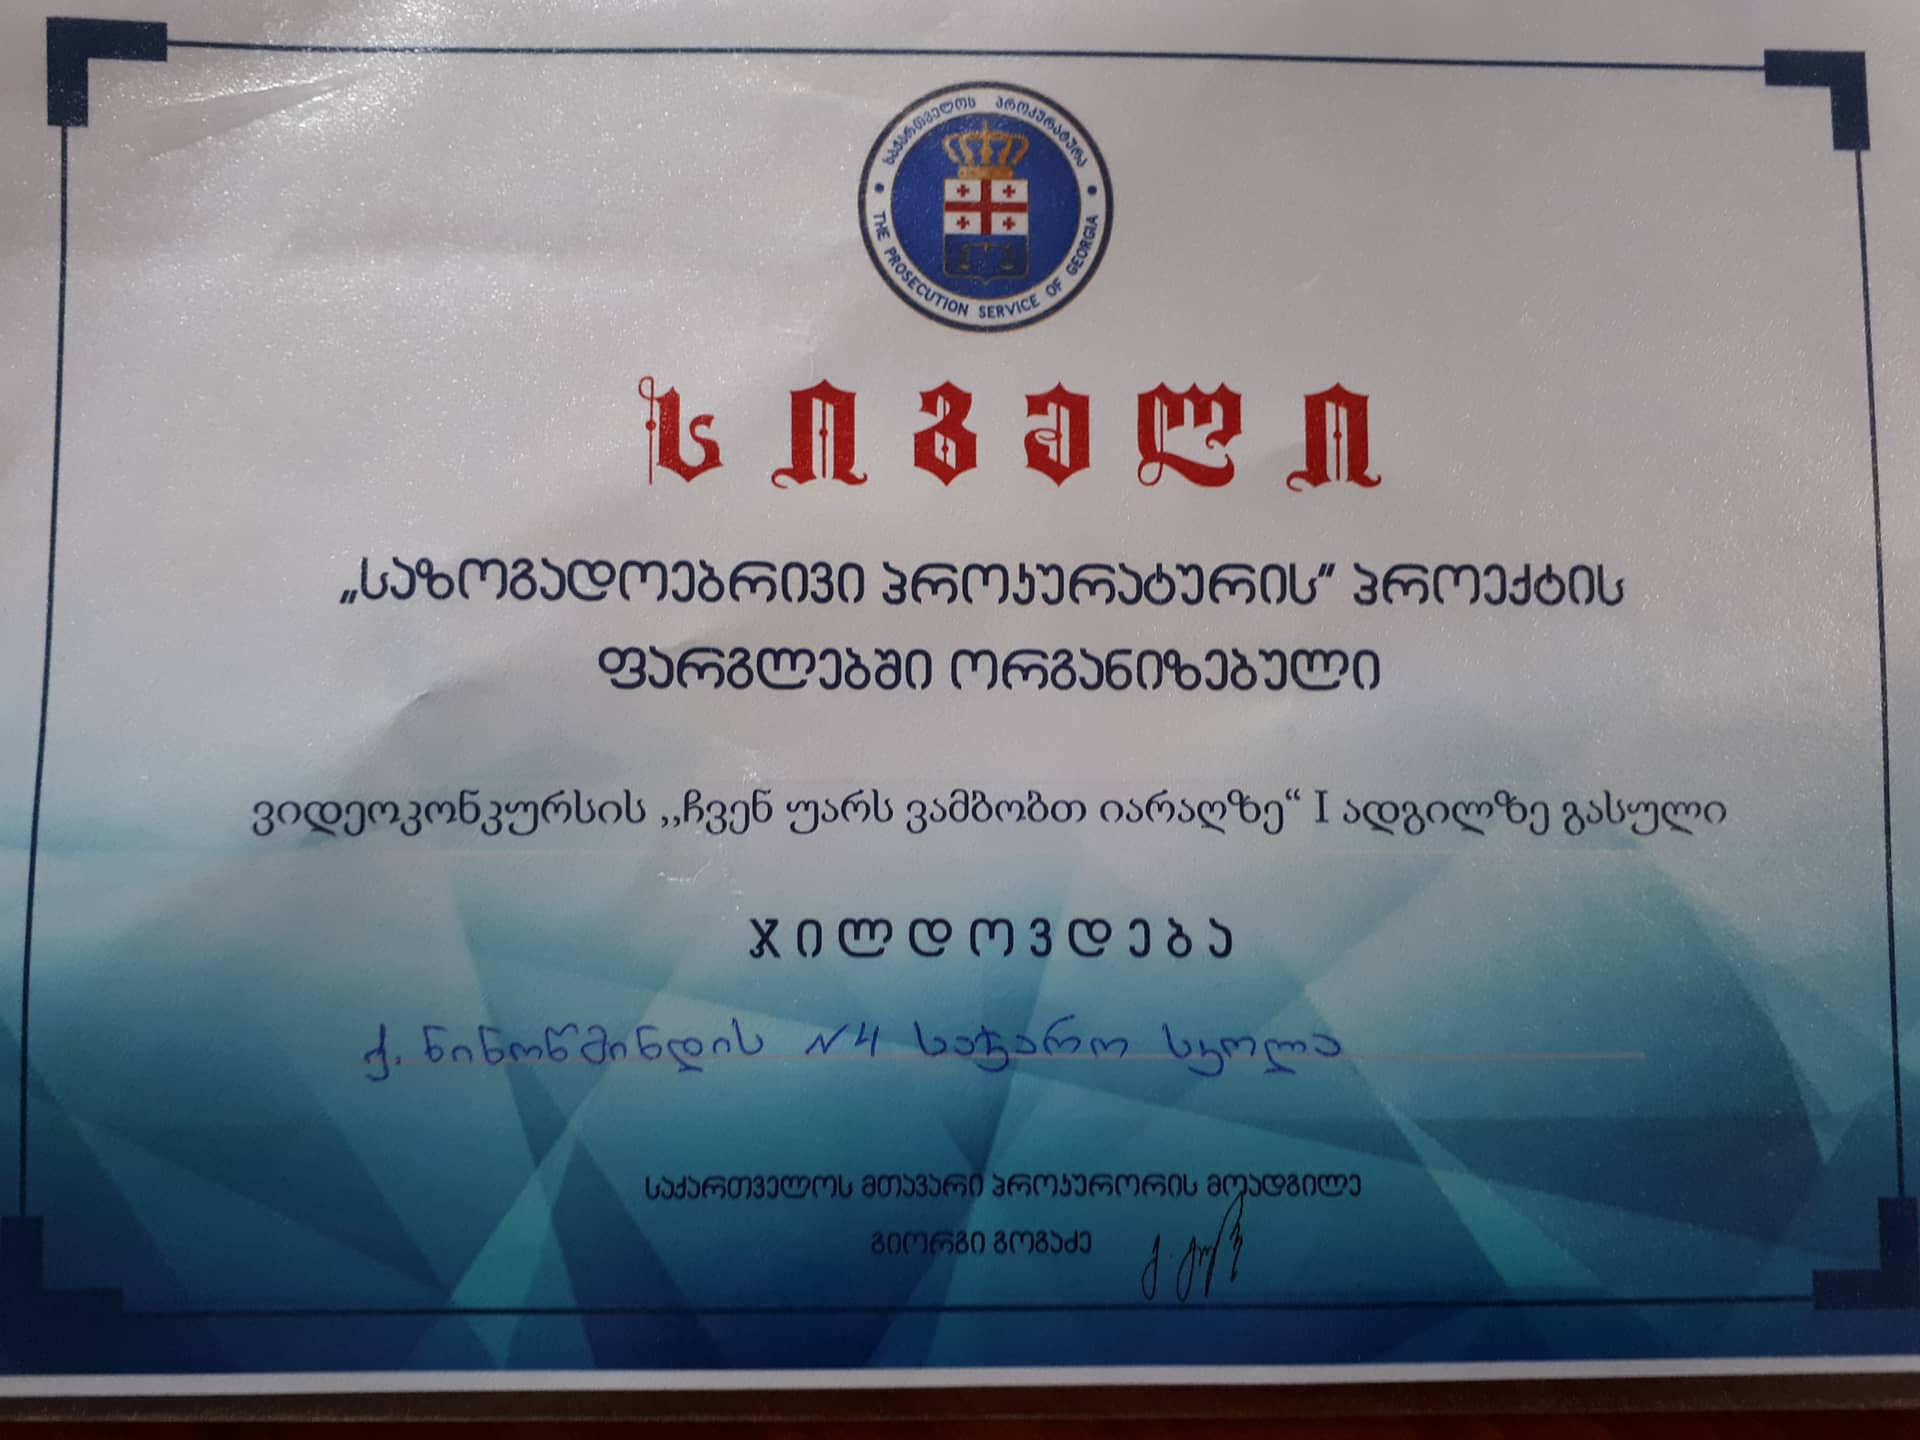 საქართველოს პროკურატურა
THE PROSECUTION SERVICE OF GEORGIA
სიგელი
„საზოგადოებრივი პროკურატურის“ პროექტის
ფარგლებში ორგანიზებული
ვიდეოკონკურსის ,,ჩვენ უარს ვამბობთ იარაღზე“ I ადგილზე გასული
ჯილდოვდება
ქ. ნინოწმინდის N4 საჯარო სკოლა
საქართველოს მთავარი პროკურორის მოადგილე
გიორგი გოგაძე